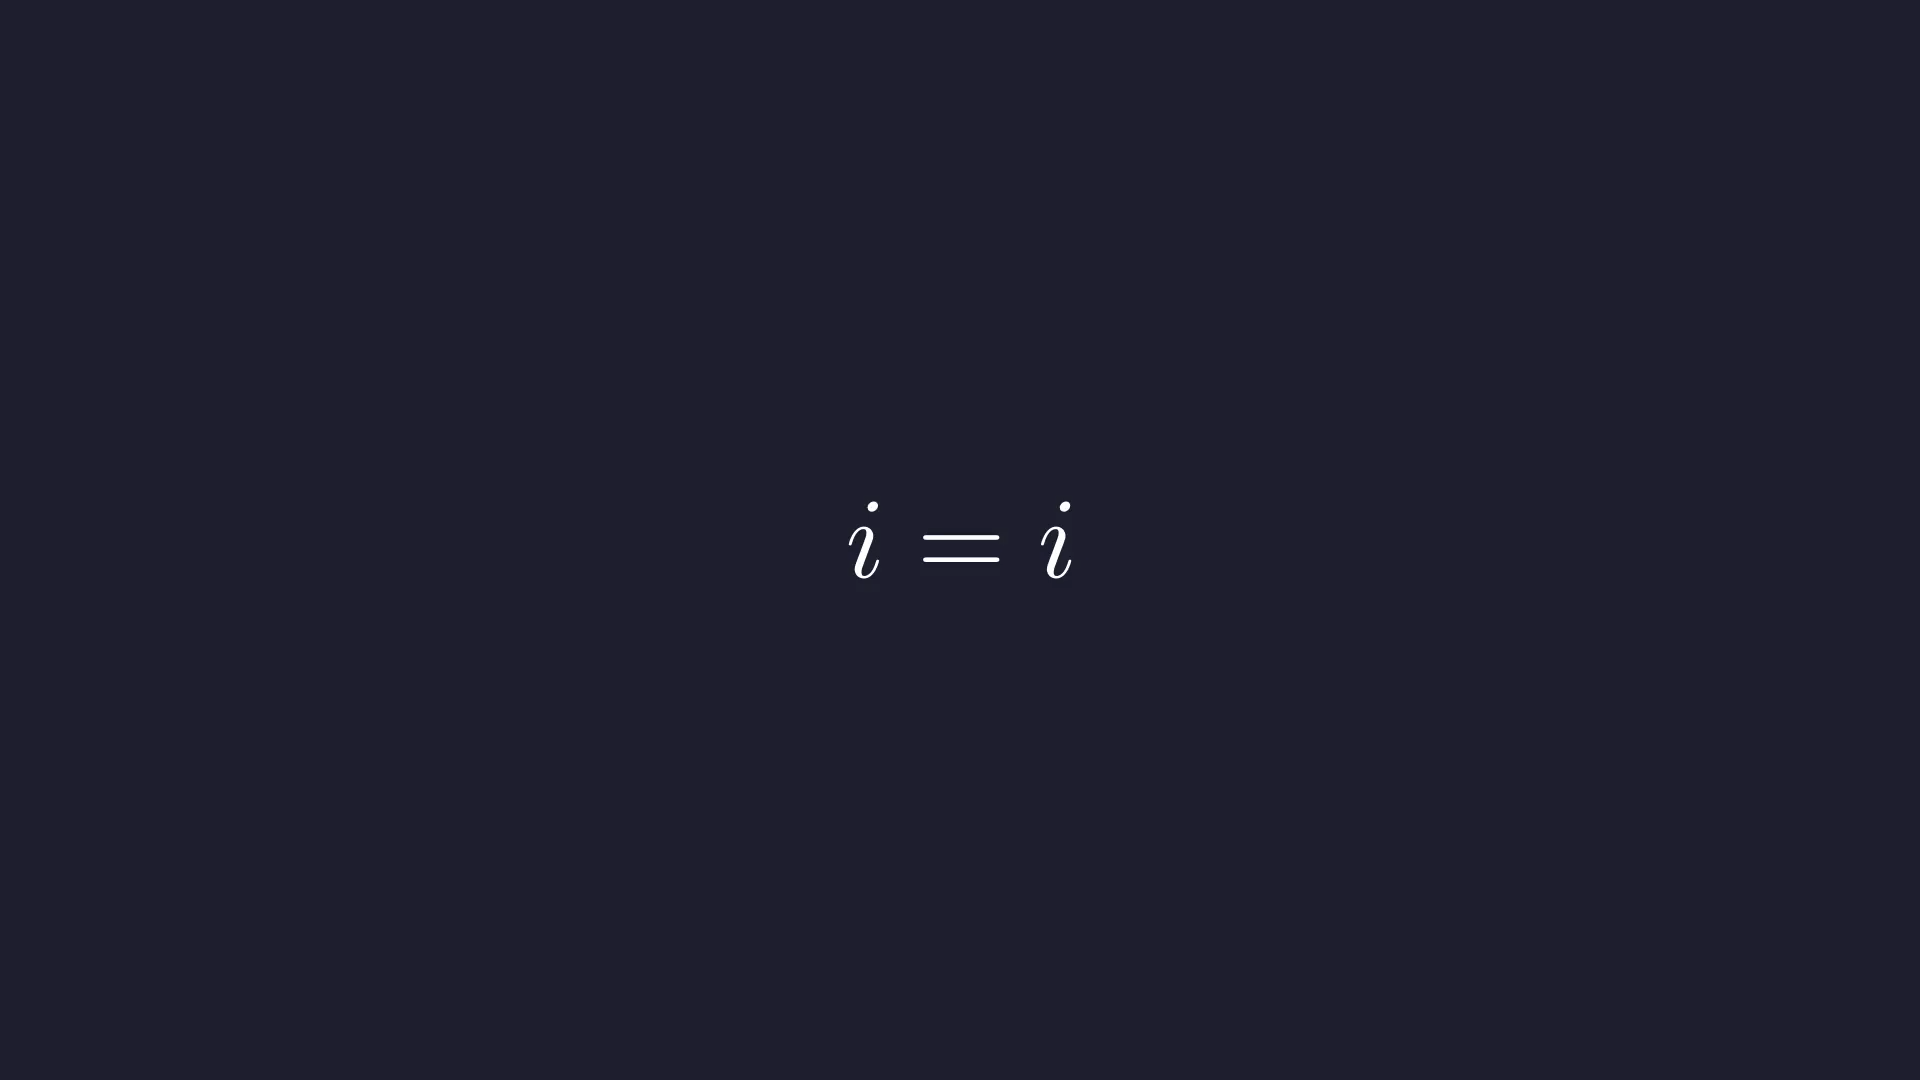 i = i